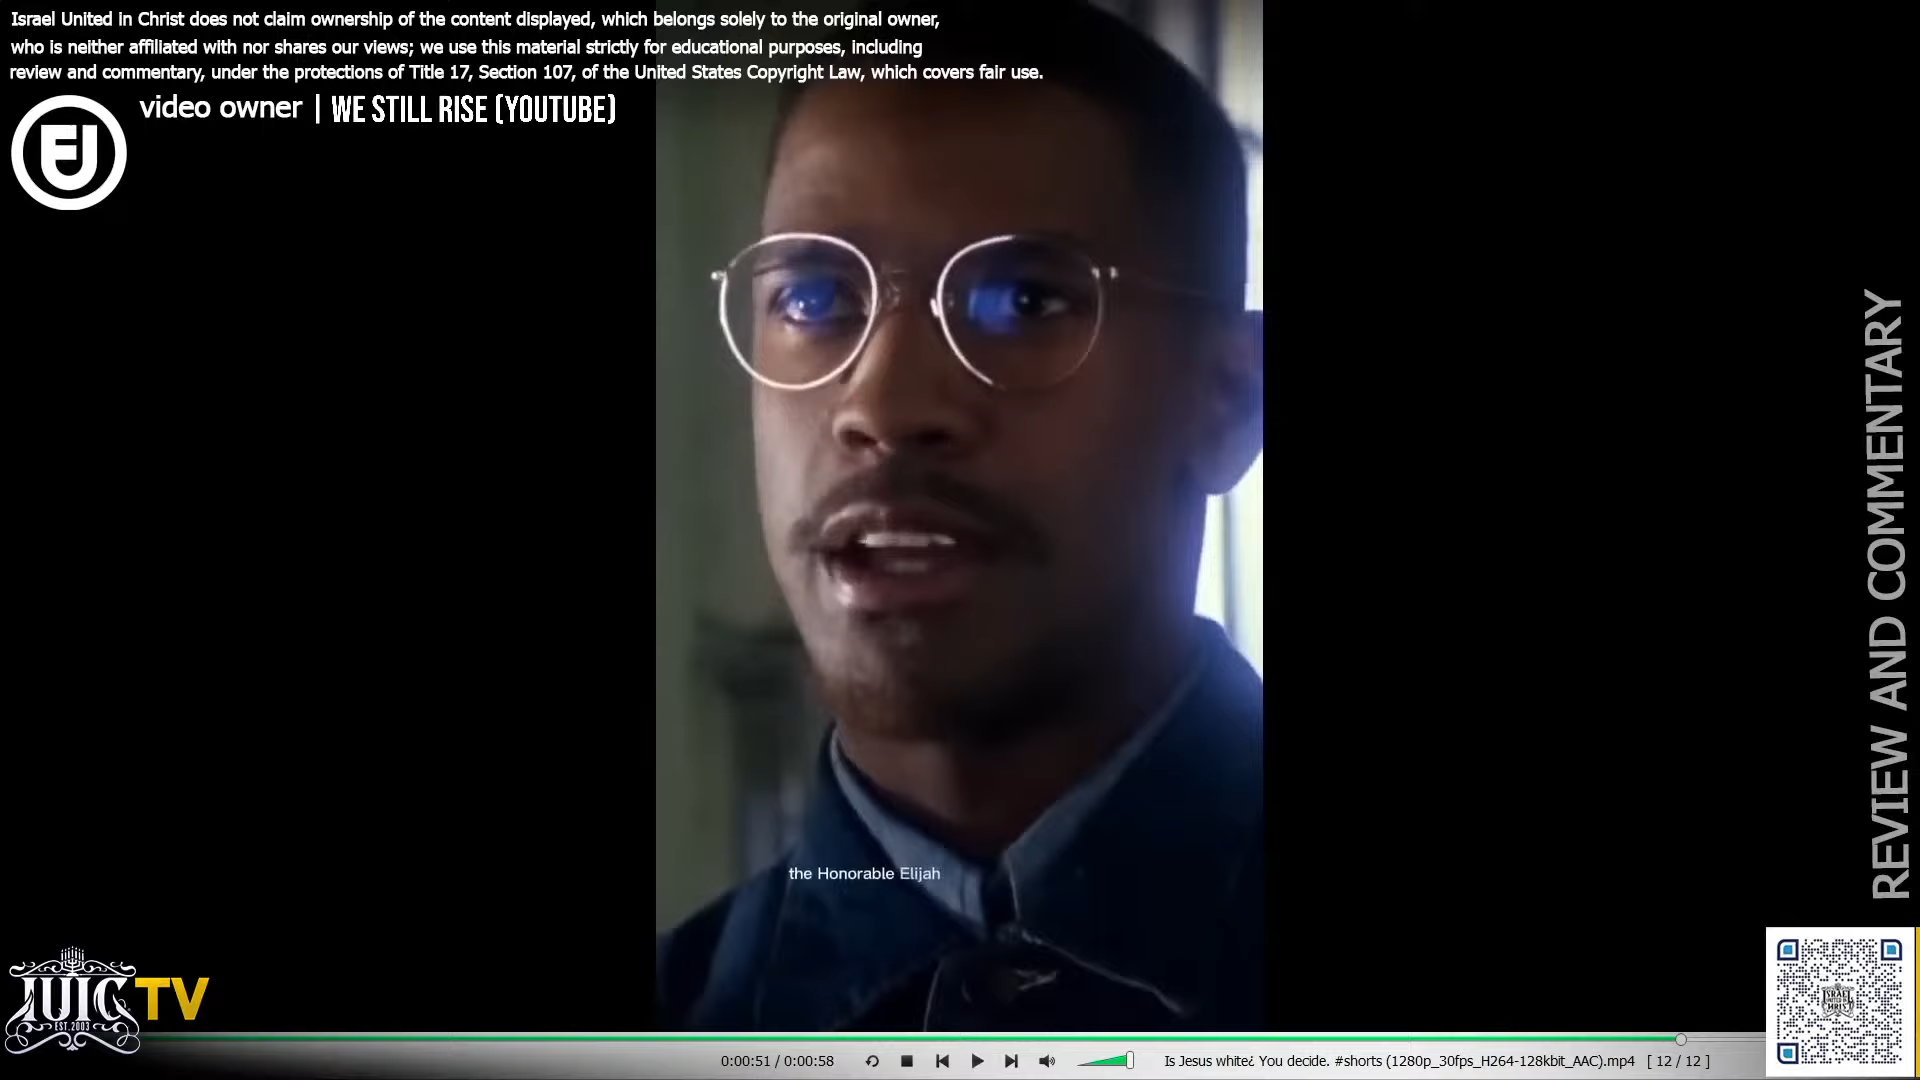 Israel United in Christ does not claim ownership of the content displayed, which belongs solely to the original owner,
who is neither affiliated with nor shares our views; we use this material strictly for educational purposes, including
review and commentary, under the protections of Title 17, Section 107, of the United States Copyright Law, which covers fair use.
video owner | WE STILL RISE (YOUTUBE)
REVIEW AND COMMENTARY
the Honorable Elijah
IUIC TV
EST. 2003
ISRAEL
UNITED IN
CHRIST
0:00:51 / 0:00:58
Is Jesus white¿ You decide. #shorts (1280p_30fps_H264-128kbit_AAC).mp4 [ 12 / 12 ]